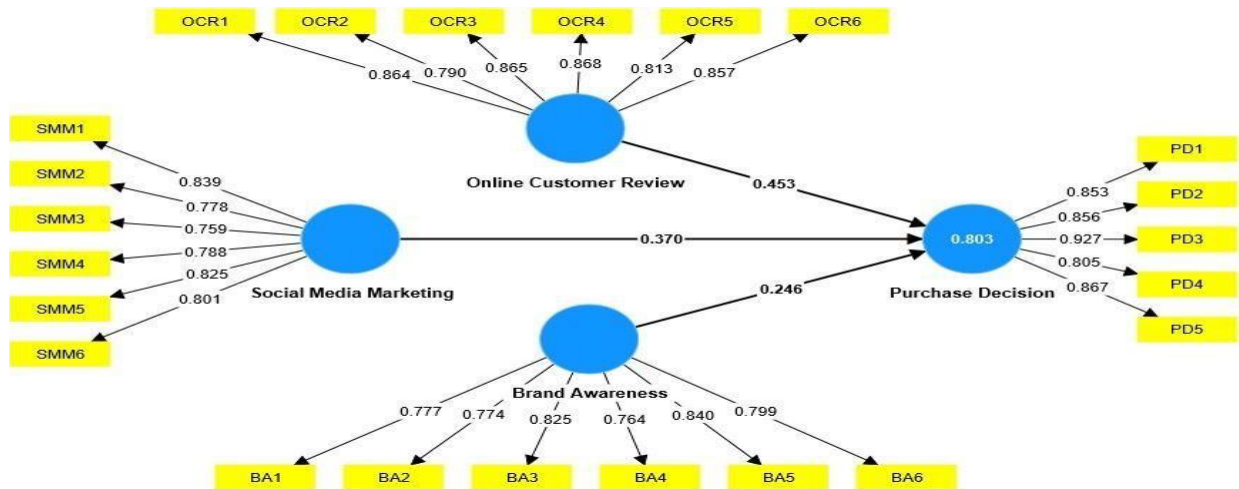 OCR1 OCR2 OCR3 OCR4 OCR5 OCR6
0.864 0.790 0.865 0.868 0.813 0.857
Online Customer Review
SMM1
SMM2
SMM3
SMM4
SMM5
SMM6
0.839
0.778
0.759
0.788
0.825
0.801
Social Media Marketing
0.453
0.370
0.246
0.803
Purchase Decision
0.853
0.856
0.927
0.805
0.867
PD1
PD2
PD3
PD4
PD5
Brand Awareness
0.777 0.774 0.825 0.764 0.840 0.799
BA1 BA2 BA3 BA4 BA5 BA6